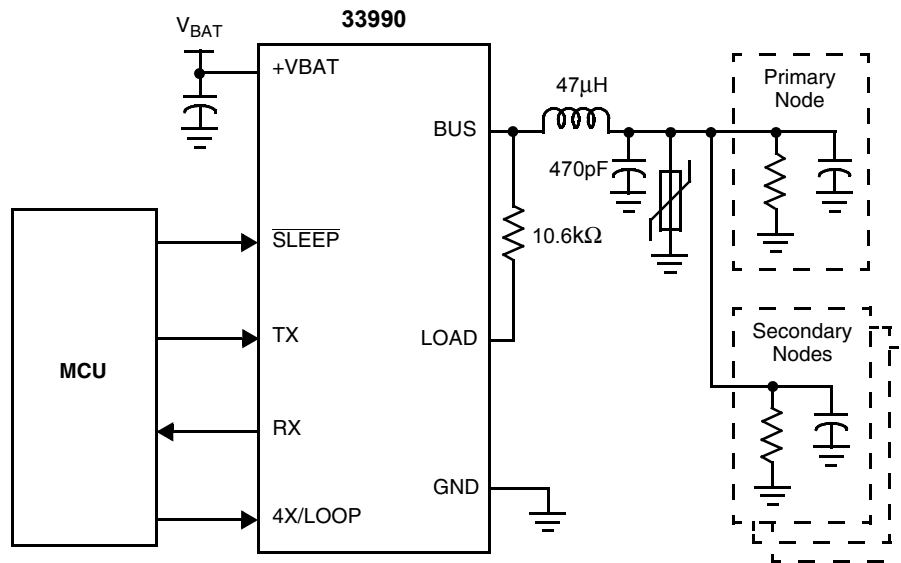 33990
V_BAT
+VBAT
Primary
Node
47μH
BUS
470pF
SLEEP
10.6kΩ
TX
LOAD
Secondary
Nodes
MCU
RX
GND
4X/LOOP